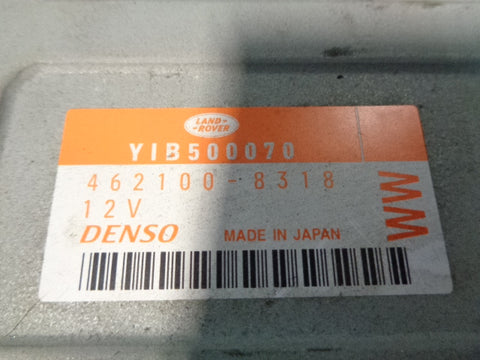 LAND-
ROVER
YIB500070
462100-8318
12V
DENSO MADE IN JAPAN
WW